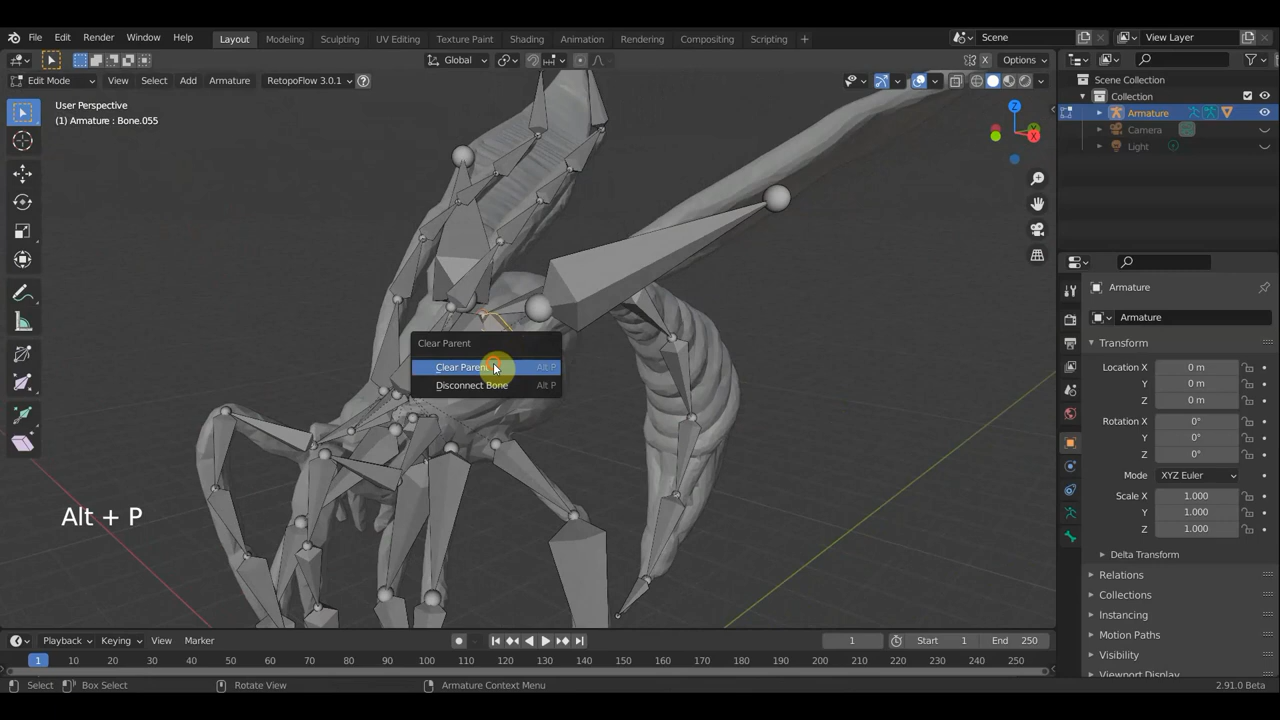 File Edit Render Window Help Layout Modeling Sculpting UV Editing Texture Paint Shading Animation Rendering Compositing Scripting + Scene View Layer
Global Options
Edit Mode View Select Add Armature RetopoFlow 3.0.1
User Perspective
(1) Armature : Bone.055
Z
X
Scene Collection
Collection
Armature
Camera
Light
Armature
Armature
Transform
Location X 0 m
Y 0 m
Z 0 m
Rotation X 0°
Y 0°
Z 0°
Mode XYZ Euler
Scale X 1.000
Y 1.000
Z 1.000
Delta Transform
Relations
Collections
Instancing
Motion Paths
Visibility
Viewport Display
Clear Parent
Clear Parent Alt P
Disconnect Bone Alt P
Alt + P
Playback Keying View Marker 1 Start 1 End 250
1 10 20 30 40 50 60 70 80 90 100 110 120 130 140 150 160 170 180 190 200 210 220 230 240 250
Select Box Select Rotate View Armature Context Menu 2.91.0 Beta